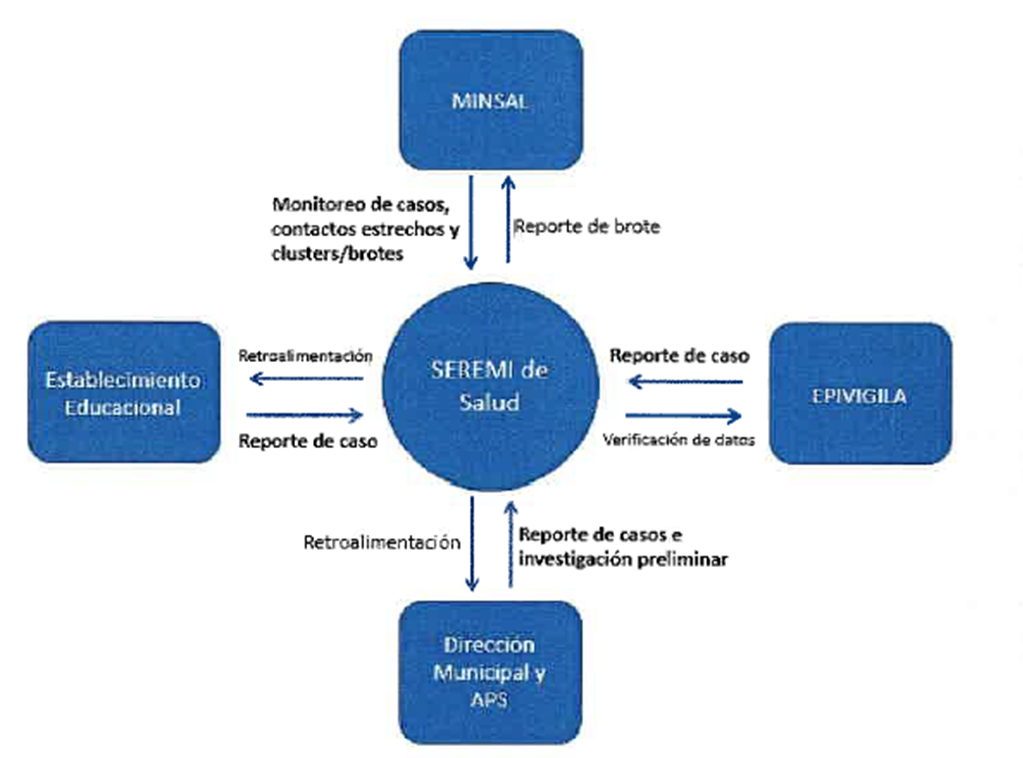 MINSAL
Monitoreo de casos,
contactos estrechos y
clusters/brotes
Reporte de brote
Establecimiento
Educacional
Retroalimentación
Reporte de caso
SEREMI de
Salud
Reporte de caso
Verificación de datos
EPIVIGILA
Retroalimentación
Reporte de casos e
investigación preliminar
Dirección
Municipal y
APS